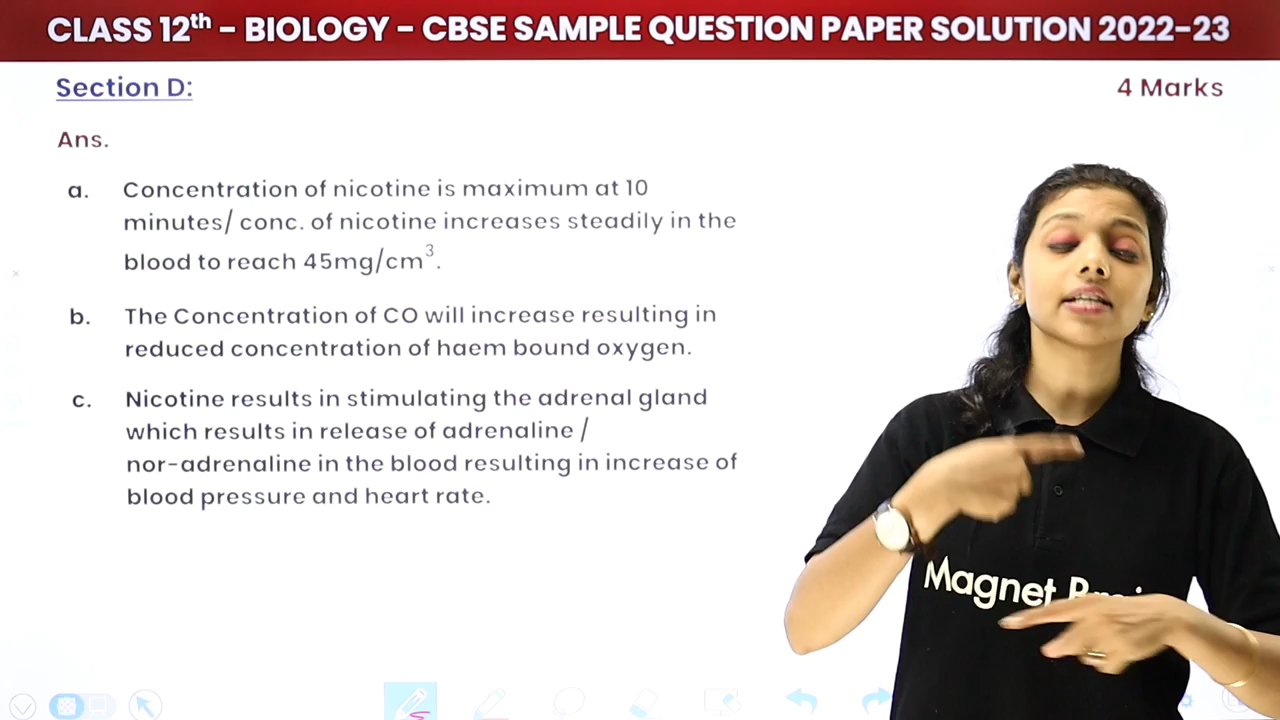 CLASS 12th – BIOLOGY – CBSE SAMPLE QUESTION PAPER SOLUTION 2022–23
Section D:
4 Marks
Ans.
a. Concentration of nicotine is maximum at 10
minutes/ conc. of nicotine increases steadily in the
blood to reach 45mg/cm³.
b. The Concentration of CO will increase resulting in
reduced concentration of haem bound oxygen.
c. Nicotine results in stimulating the adrenal gland
which results in release of adrenaline /
nor-adrenaline in the blood resulting in increase of
blood pressure and heart rate.
Magnet